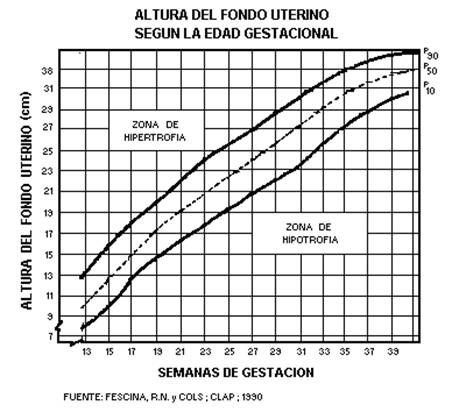 ALTURA DEL FONDO UTERINO
SEGUN LA EDAD GESTACIONAL
ALTURA DEL FONDO UTERINO (cm)
38
31
29
27
25
23
21
19
17
15
13
11
9
7
P90
P50
P10
ZONA DE
HIPERTROFIA
ZONA DE
HIPOTROFIA
13 15 17 19 21 23 25 27 29 31 33 35 37 39
SEMANAS DE GESTACION
FUENTE: FESCINA, R.N. y COLS ; CLAP ; 1990